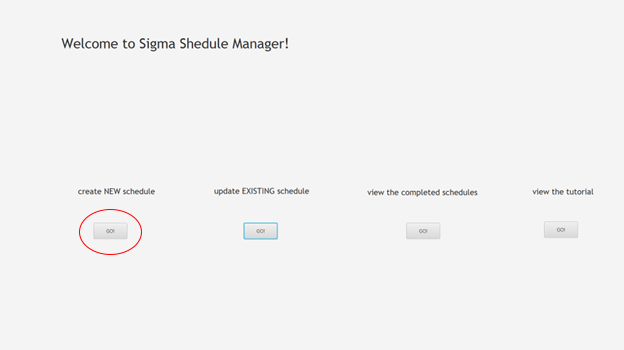 Welcome to Sigma Shedule Manager!
create NEW schedule
update EXISTING schedule
view the completed schedules
view the tutorial
GO!
GO!
GO!
GO!